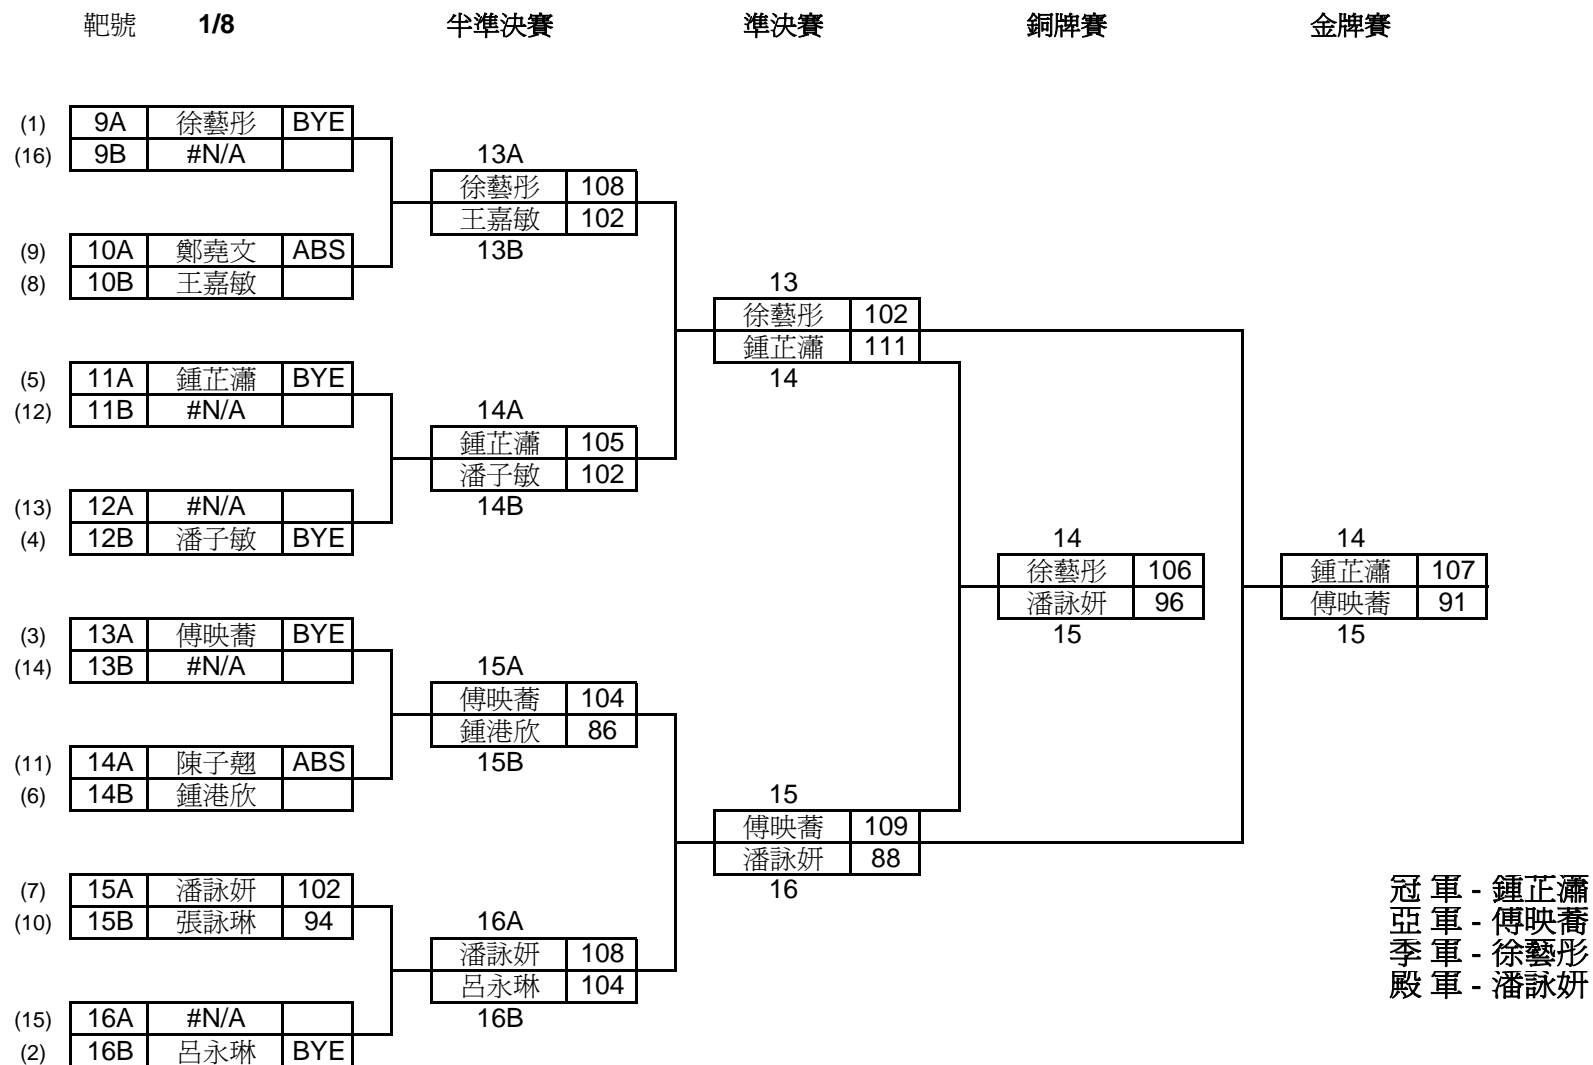 靶號 1/8 半準決賽 準決賽 銅牌賽 金牌賽
(1) 9A 徐藝彤 BYE
(16) 9B #N/A 13A
徐藝彤 108
王嘉敏 102
(9) 10A 鄭堯文 ABS 13B
(8) 10B 王嘉敏 13
徐藝彤 102
鍾芷瀟 111
(5) 11A 鍾芷瀟 BYE 14
(12) 11B #N/A 14A
鍾芷瀟 105
潘子敏 102
(13) 12A #N/A 14B
(4) 12B 潘子敏 BYE 14 14
徐藝彤 106 鍾芷瀟 107
潘詠妍 96 傅映蕎 91
(3) 13A 傅映蕎 BYE 15 15
(14) 13B #N/A 15A
傅映蕎 104
鍾港欣 86
(11) 14A 陳子翹 ABS 15B
(6) 14B 鍾港欣 15
傅映蕎 109
潘詠妍 88
(7) 15A 潘詠妍 102 16 冠 軍 - 鍾芷瀟
(10) 15B 張詠琳 94 16A 亞 軍 - 傅映蕎
潘詠妍 108 季 軍 - 徐藝彤
呂永琳 104 殿 軍 - 潘詠妍
(15) 16A #N/A 16B
(2) 16B 呂永琳 BYE